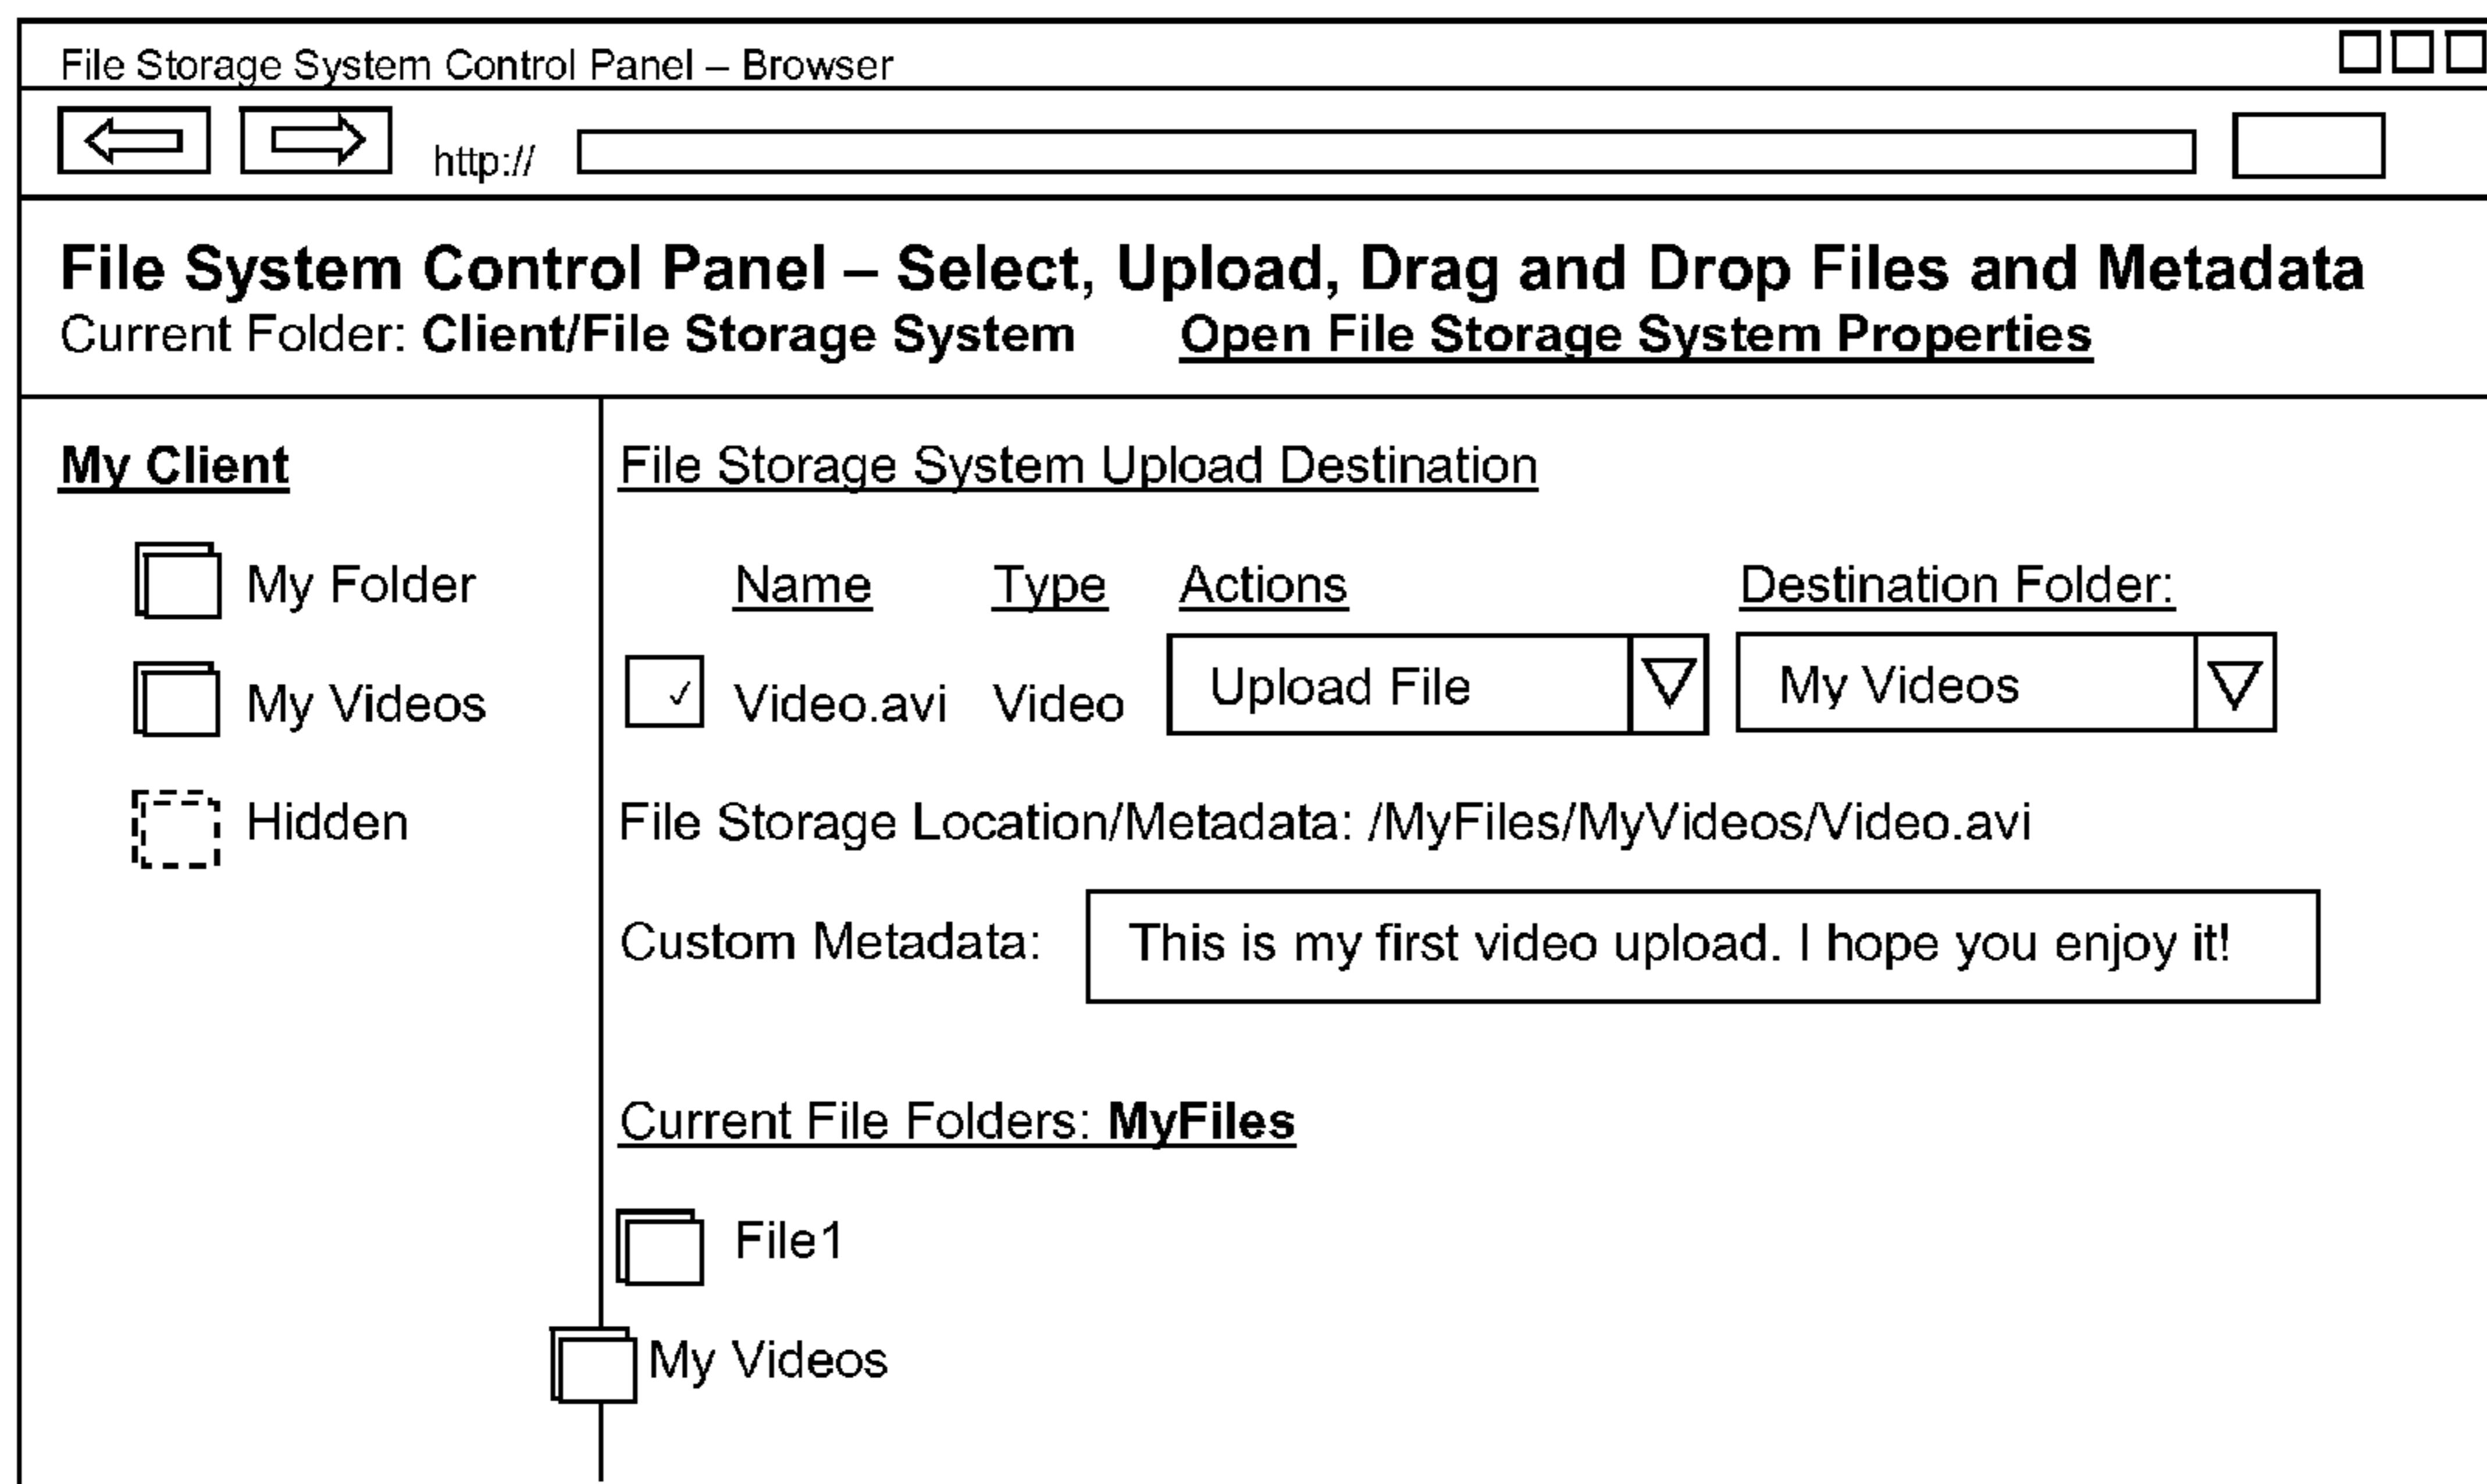 File Storage System Control Panel – Browser
http://
File System Control Panel – Select, Upload, Drag and Drop Files and Metadata
Current Folder: Client/File Storage System Open File Storage System Properties
My Client
My Folder
My Videos
Hidden
File Storage System Upload Destination
Name Type Actions Destination Folder:
Video.avi Video Upload File My Videos
File Storage Location/Metadata: /MyFiles/MyVideos/Video.avi
Custom Metadata: This is my first video upload. I hope you enjoy it!
Current File Folders: MyFiles
File1
My Videos